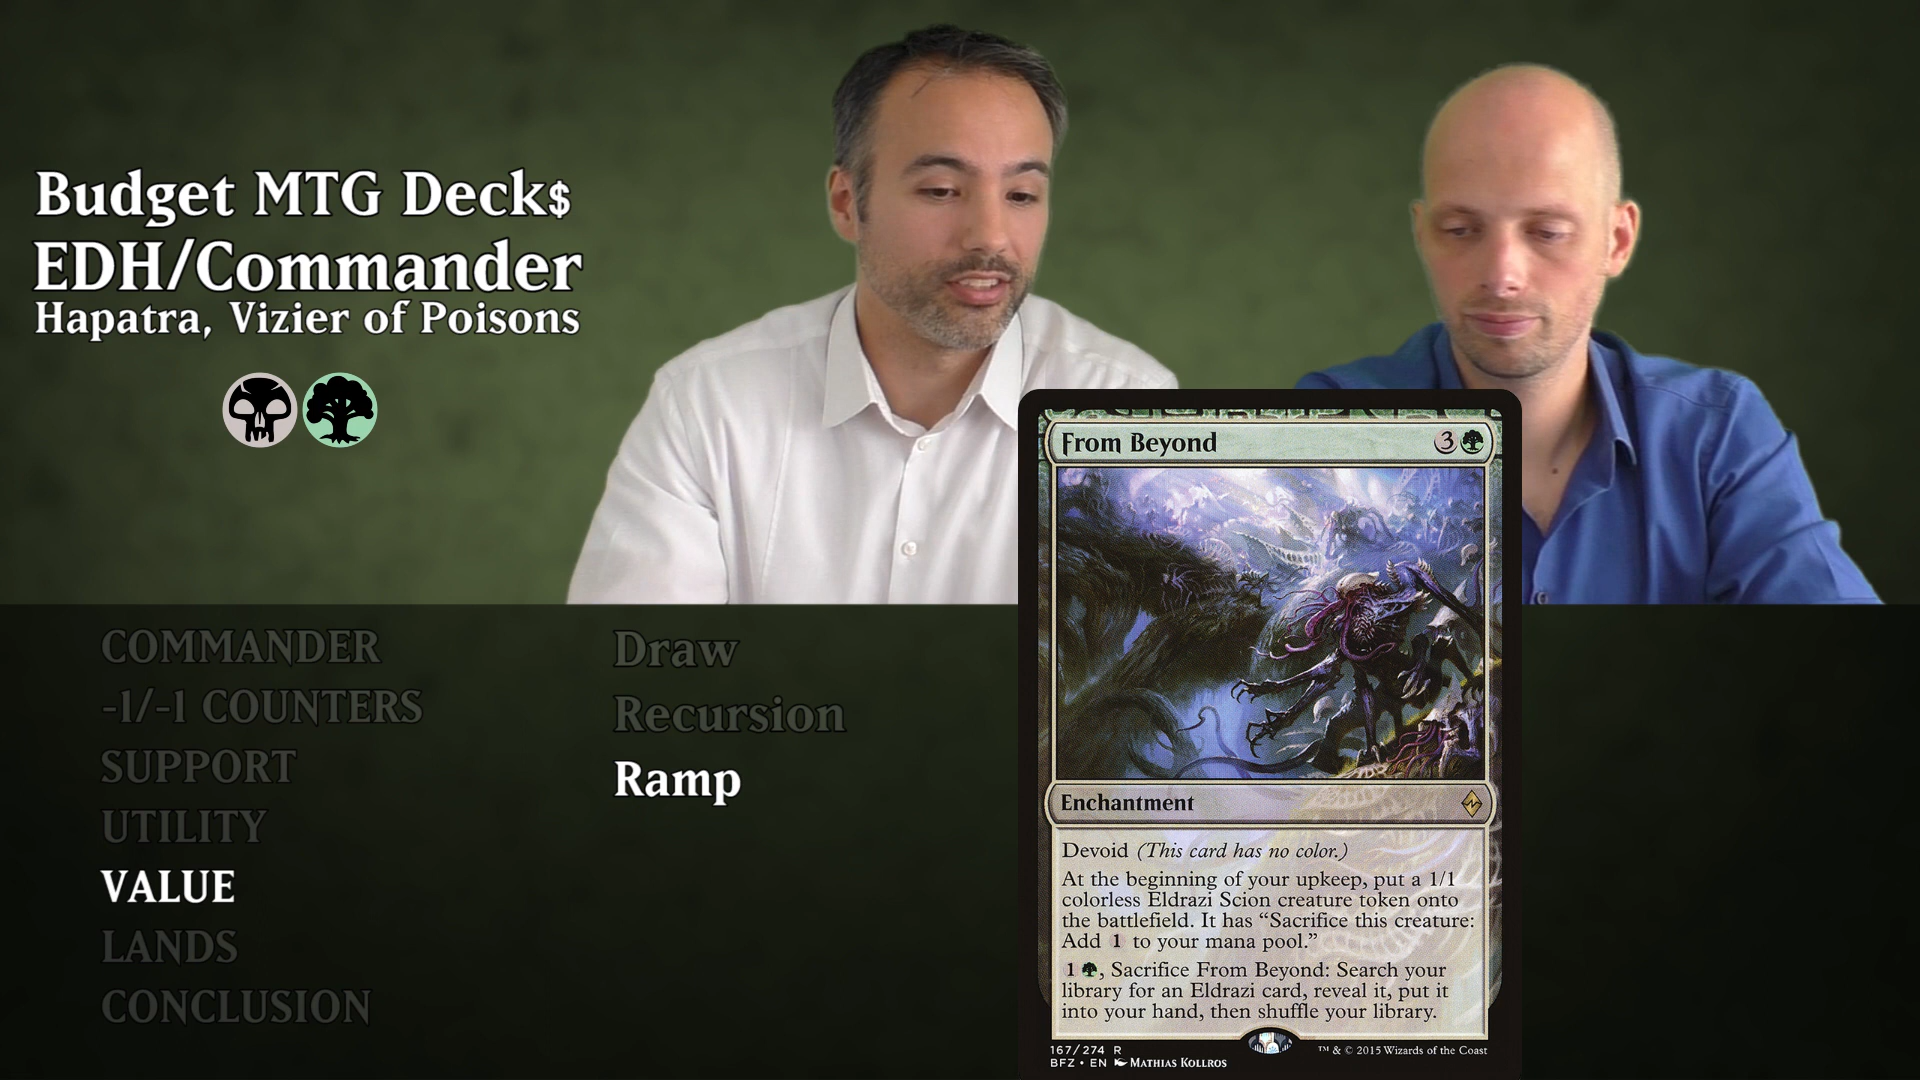 Budget MTG Deck$
EDH/Commander
Hapatra, Vizier of Poisons
COMMANDER
-1/-1 COUNTERS
SUPPORT
UTILITY
VALUE
LANDS
CONCLUSION
Draw
Recursion
Ramp
From Beyond 3
Enchantment
Devoid (This card has no color.)
At the beginning of your upkeep, put a 1/1
colorless Eldrazi Scion creature token onto
the battlefield. It has “Sacrifice this creature:
Add 1 to your mana pool.”
1 , Sacrifice From Beyond: Search your
library for an Eldrazi card, reveal it, put it
into your hand, then shuffle your library.
167/274 R
BFZ • EN Mathias Kollros
™ & © 2015 Wizards of the Coast